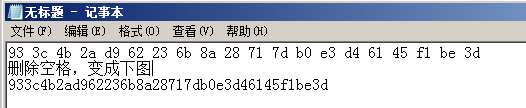 无标题 - 记事本
文件(F) 编辑(E) 格式(O) 查看(V) 帮助(H)
93 3c 4b 2a d9 62 23 6b 8a 28 71 7d b0 e3 d4 61 45 f1 be 3d
删除空格，变成下图
933c4b2ad962236b8a28717db0e3d46145f1be3d